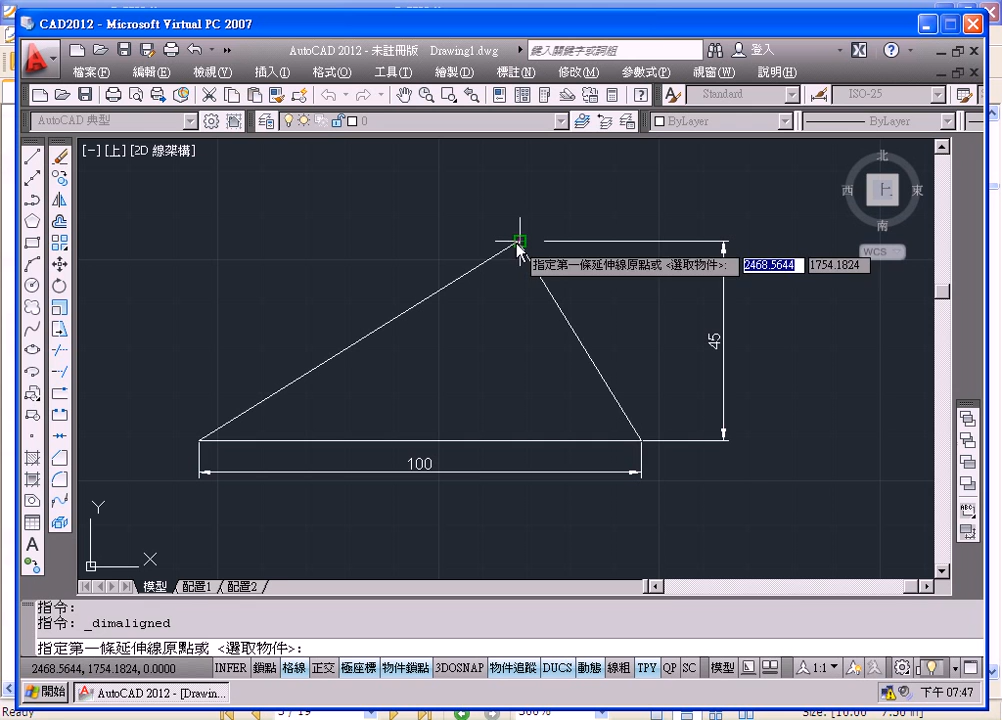 CAD2012 - Microsoft Virtual PC 2007
AutoCAD 2012 - 未註冊版 Drawing1.dwg
鍵入關鍵字或詞組
登入
檔案(F) 編輯(E) 檢視(V) 插入(I) 格式(O) 工具(T) 繪製(D) 標註(N) 修改(M) 參數式(P) 視窗(W) 說明(H)
Standard
ISO-25
AutoCAD 典型
0
ByLayer
ByLayer
[-] [上] [2D 線架構]
北
西 上 東
南
WCS
指定第一條延伸線原點或 <選取物件>: 2468.5644 1754.1824
45
100
Y
X
A
模型 配置1 配置2
指令:
指令: _dimaligned
指定第一條延伸線原點或 <選取物件>:
2468.5644, 1754.1824, 0.0000 INFER 鎖點 格線 正交 極座標 物件鎖點 3DOSNAP 物件追蹤 DUCS 動態 線粗 TPY QP SC 模型 1:1
開始 AutoCAD 2012 - [Drawin... 下午 07:47
Ready